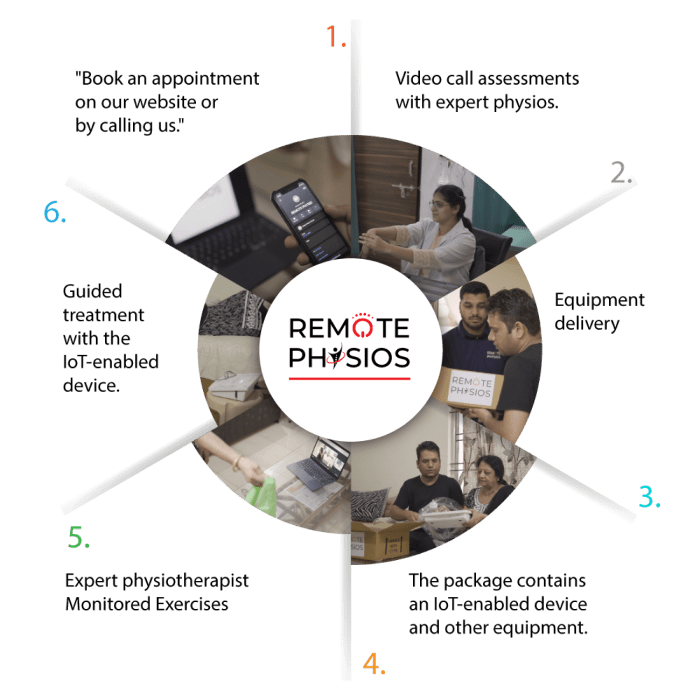 1.
"Book an appointment
on our website or
by calling us."
Video call assessments
with expert physios.
2.
6.
Guided
treatment
with the
IoT-enabled
device.
Equipment
delivery
REMOTE
PHYSIOS
REMOTE
PHYSIOS
3.
5.
Expert physiotherapist
Monitored Exercises
The package contains
an IoT-enabled device
and other equipment.
4.